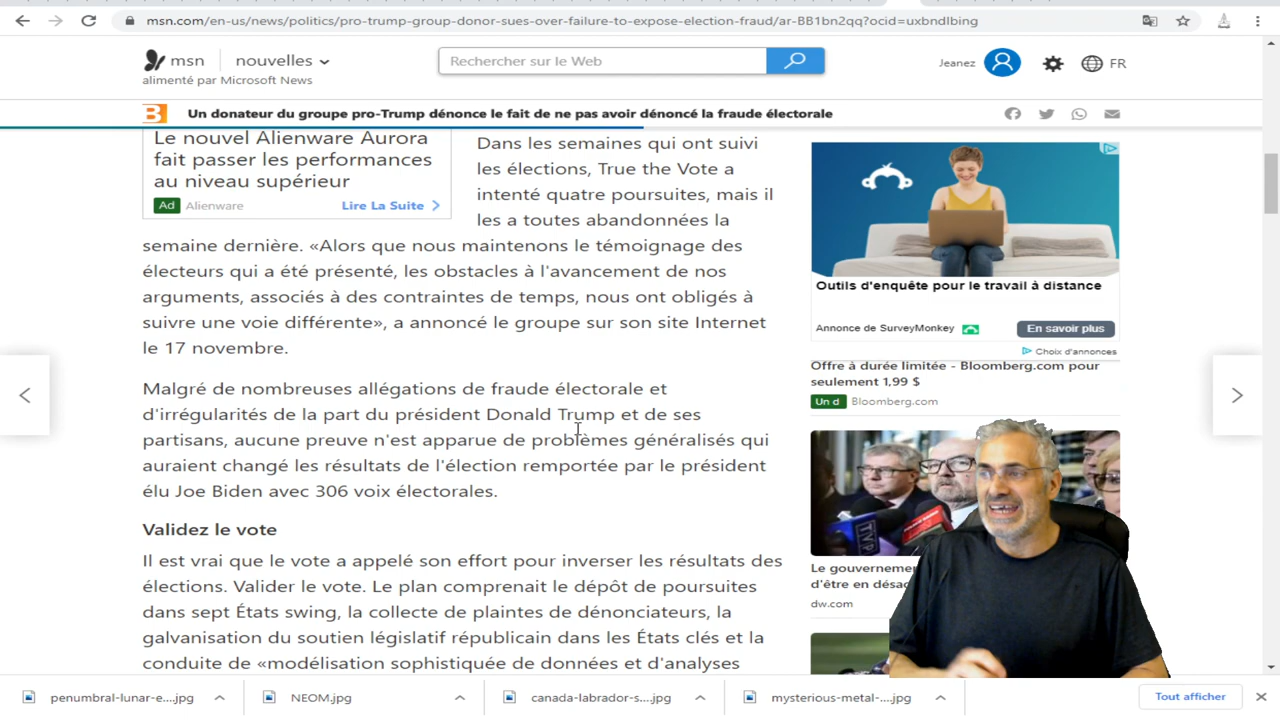 msn.com/en-us/news/politics/pro-trump-group-donor-sues-over-failure-to-expose-election-fraud/ar-BB1bn2qq?ocid=uxbndlbing
msn
nouvelles
alimenté par Microsoft News
Rechercher sur le Web
Jeanez
FR
B
Un donateur du groupe pro-Trump dénonce le fait de ne pas avoir dénoncé la fraude électorale
Le nouvel Alienware Aurora
fait passer les performances
au niveau supérieur
Ad Alienware
Lire La Suite
Dans les semaines qui ont suivi
les élections, True the Vote a
intenté quatre poursuites, mais il
les a toutes abandonnées la
semaine dernière. «Alors que nous maintenons le témoignage des
électeurs qui a été présenté, les obstacles à l'avancement de nos
arguments, associés à des contraintes de temps, nous ont obligés à
suivre une voie différente», a annoncé le groupe sur son site Internet
le 17 novembre.
Malgré de nombreuses allégations de fraude électorale et
d'irrégularités de la part du président Donald Trump et de ses
partisans, aucune preuve n'est apparue de problèmes généralisés qui
auraient changé les résultats de l'élection remportée par le président
élu Joe Biden avec 306 voix électorales.
Validez le vote
Il est vrai que le vote a appelé son effort pour inverser les résultats des
élections. Valider le vote. Le plan comprenait le dépôt de poursuites
dans sept États swing, la collecte de plaintes de dénonciateurs, la
galvanisation du soutien législatif républicain dans les États clés et la
conduite de «modélisation sophistiquée de données et d'analyses
Outils d'enquête pour le travail à distance
Annonce de SurveyMonkey
En savoir plus
Choix d'annonces
Offre à durée limitée - Bloomberg.com pour
seulement 1,99 $
Un d Bloomberg.com
TVP
Le gouvernement
d'être en désa
dw.com
penumbral-lunar-e....jpg
NEOM.jpg
canada-labrador-s....jpg
mysterious-metal-....jpg
Tout afficher